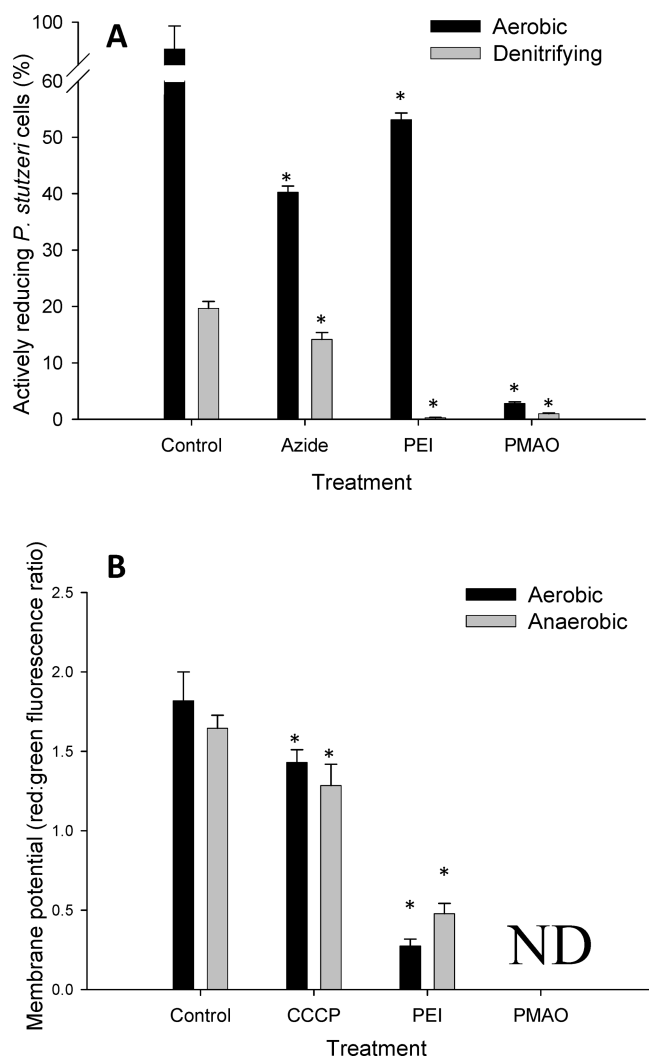 A
Aerobic
Denitrifying
Actively reducing P. stutzeri cells (%)
100
60
50
40
30
20
10
0
*
*
*
*
*
*
Control Azide PEI PMAO
Treatment
B
Aerobic
Anaerobic
Membrane potential (red:green fluorescence ratio)
2.5
2.0
1.5
1.0
0.5
0.0
* *
* *
ND
Control CCCP PEI PMAO
Treatment